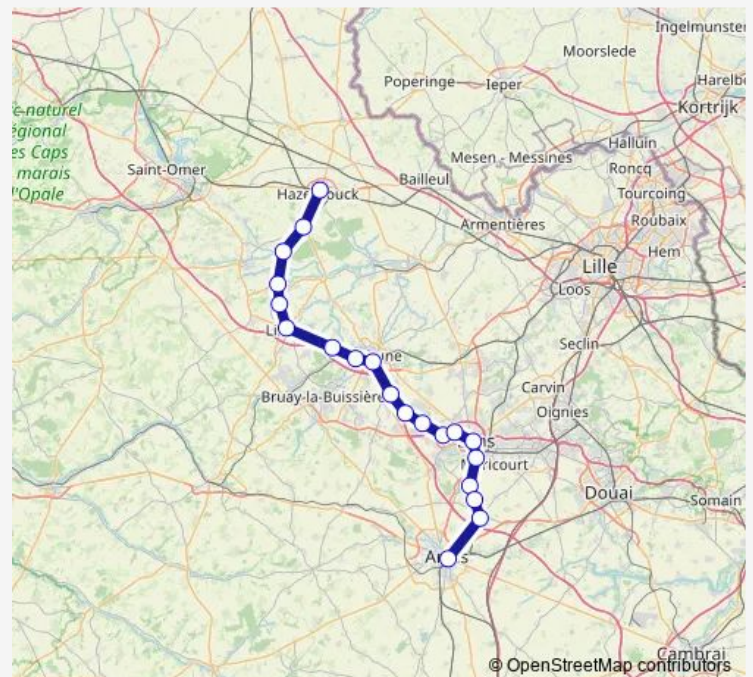 Ingelmunster
Moorslede
Poperinge
Ieper
Harelbe
Kortrijk
c-naturel
égional
es Caps
marais
d'Opale
Saint-Omer
Mesen - Messines
Halluin
Roncq
Tourcoing
Roubaix
Hem
Bailleul
Armentières
Lille
Loos
Seclin
Carvin
Oignies
Bruay-la-Buissière
Douai
Somain
Cambrai
© OpenStreetMap contributors